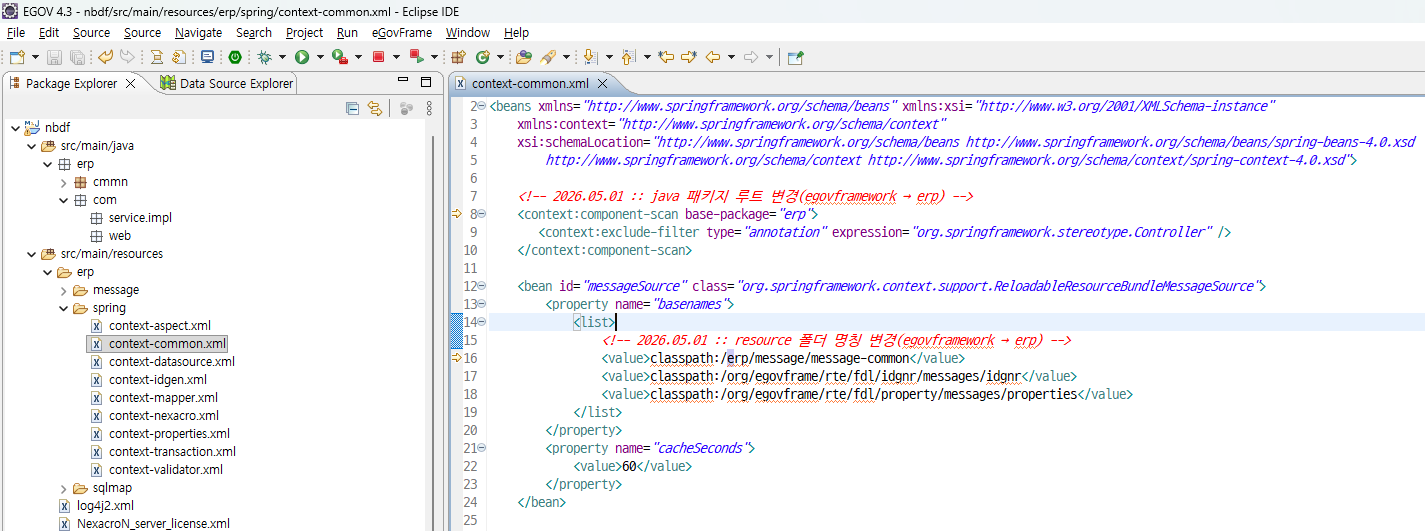 EGOV 4.3 - nbdf/src/main/resources/erp/spring/context-common.xml - Eclipse IDE
File Edit Source Source Navigate Search Project Run eGovFrame Window Help
Package Explorer Data Source Explorer
nbdf
src/main/java
erp
cmmn
com
service.impl
web
src/main/resources
erp
message
spring
context-aspect.xml
context-common.xml
context-datasource.xml
context-idgen.xml
context-mapper.xml
context-nexacro.xml
context-properties.xml
context-transaction.xml
context-validator.xml
sqlmap
log4j2.xml
NexacroN_server_license.xml
context-common.xml
2 <beans xmlns="http://www.springframework.org/schema/beans" xmlns:xsi="http://www.w3.org/2001/XMLSchema-instance"
3 xmlns:context="http://www.springframework.org/schema/context"
4 xsi:schemaLocation="http://www.springframework.org/schema/beans http://www.springframework.org/schema/beans/spring-beans-4.0.xsd
5 http://www.springframework.org/schema/context http://www.springframework.org/schema/context/spring-context-4.0.xsd">
6
7 <!-- 2026.05.01 :: java 패키지 루트 변경(egovframework → erp) -->
8 <context:component-scan base-package="erp">
9 <context:exclude-filter type="annotation" expression="org.springframework.stereotype.Controller" />
10 </context:component-scan>
11
12 <bean id="messageSource" class="org.springframework.context.support.ReloadableResourceBundleMessageSource">
13 <property name="basenames">
14 <list>
15 <!-- 2026.05.01 :: resource 폴더 명칭 변경(egovframework → erp) -->
16 <value>classpath:/erp/message/message-common</value>
17 <value>classpath:/org/egovframe/rte/fdl/idgnr/messages/idgnr</value>
18 <value>classpath:/org/egovframe/rte/fdl/property/messages/properties</value>
19 </list>
20 </property>
21 <property name="cacheSeconds">
22 <value>60</value>
23 </property>
24 </bean>
25